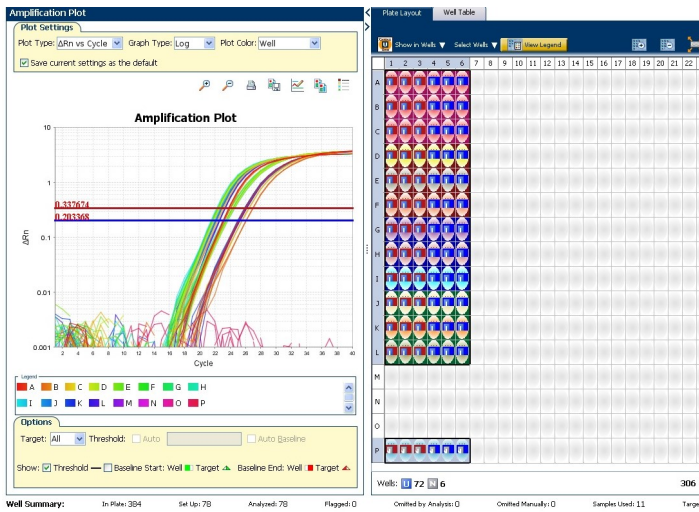 Amplification Plot
Plot Settings
Plot Type: ΔRn vs Cycle Graph Type: Log Plot Color: Well
Save current settings as the default
Amplification Plot
10
1
0.337674
0.203368
0.1
0.01
0.001
ΔRn
2 4 6 8 10 12 14 16 18 20 22 24 26 28 30 32 34 36 38 40
Cycle
Legend
A B C D E F G H
I J K L M N O P
Options
Target: All Threshold: Auto Auto Baseline
Show: Threshold Baseline Start: Well Target Baseline End: Well Target
Plate Layout Well Table
Show in Wells Select Wells View Legend
1 2 3 4 5 6 7 8 9 10 11 12 13 14 15 16 17 18 19 20 21 22
A
B
C
D
E
F
G
H
I
J
K
L
M
N
O
P
Wells: U 72 N 6 306
Well Summary: In Plate: 384 Set Up: 78 Analyzed: 78 Flagged: 0 Omitted by Analysis: 0 Omitted Manually: 0 Samples Used: 11 Targe